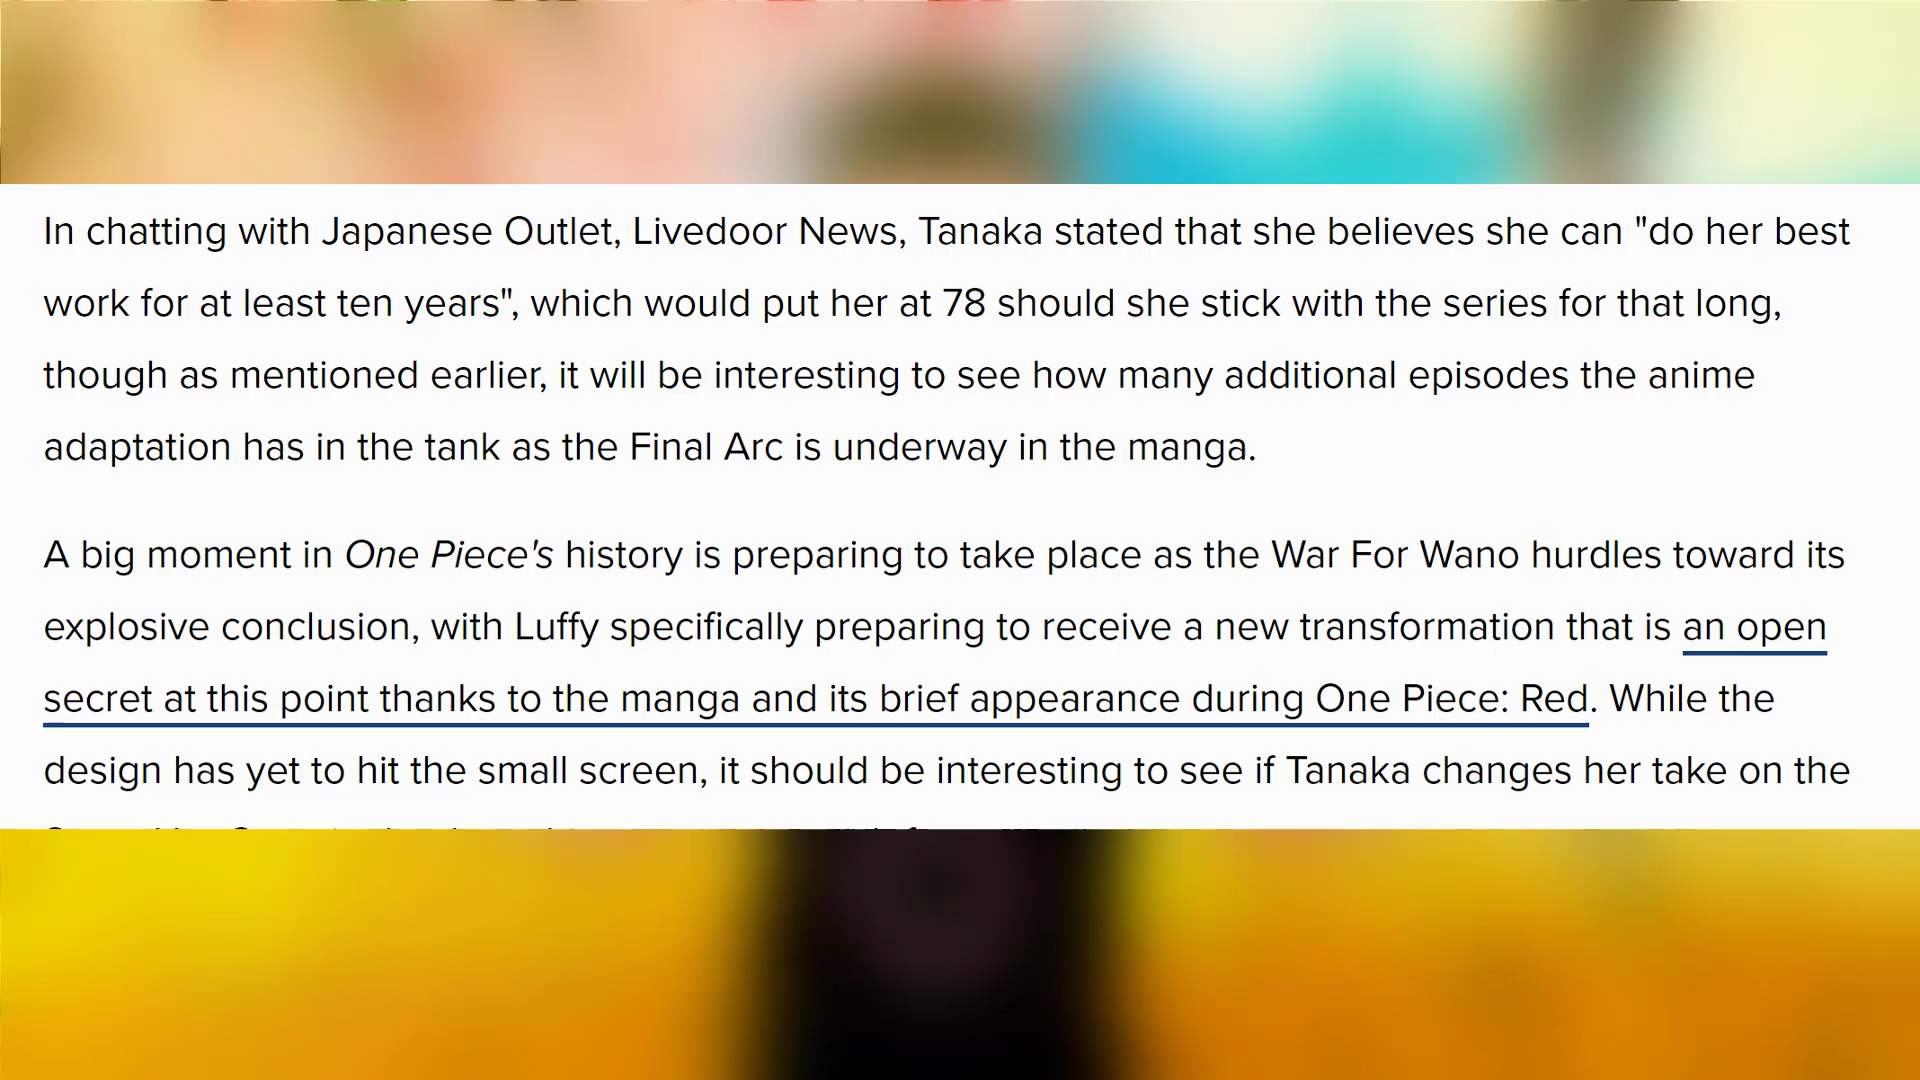 In chatting with Japanese Outlet, Livedoor News, Tanaka stated that she believes she can "do her best
work for at least ten years", which would put her at 78 should she stick with the series for that long,
though as mentioned earlier, it will be interesting to see how many additional episodes the anime
adaptation has in the tank as the Final Arc is underway in the manga.
A big moment in One Piece's history is preparing to take place as the War For Wano hurdles toward its
explosive conclusion, with Luffy specifically preparing to receive a new transformation that is an open
secret at this point thanks to the manga and its brief appearance during One Piece: Red. While the
design has yet to hit the small screen, it should be interesting to see if Tanaka changes her take on the